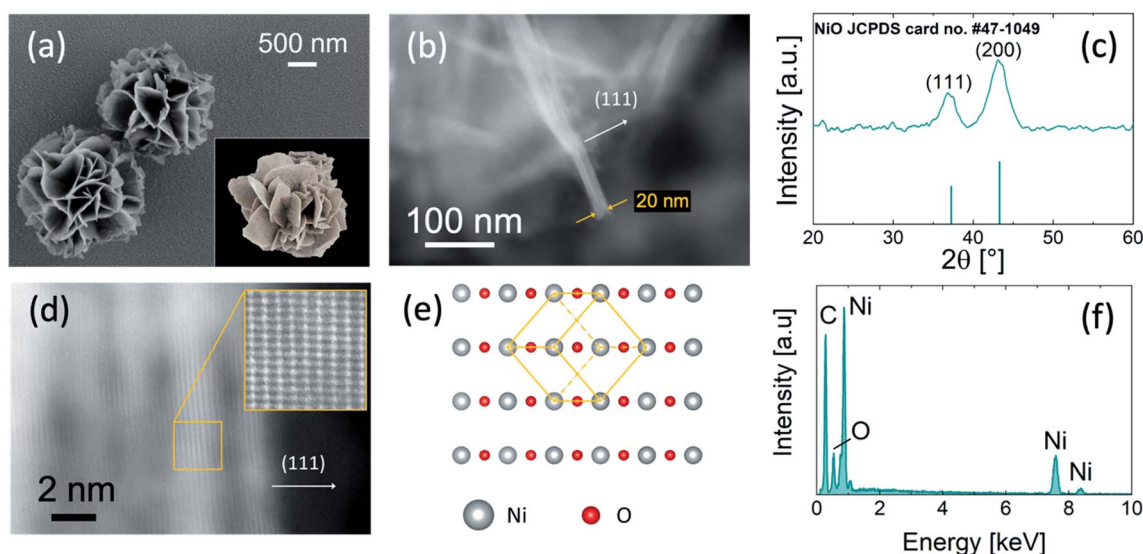 (a)
500 nm
(b)
(111)
20 nm
100 nm
(c)
NiO JCPDS card no. #47-1049
(200)
(111)
Intensity [a.u.]
20 30 40 50 60
2θ [°]
(d)
(111)
2 nm
(e)
Ni O
(f)
C Ni
O
Ni
Ni
Intensity [a.u]
0 2 4 6 8 10
Energy [keV]